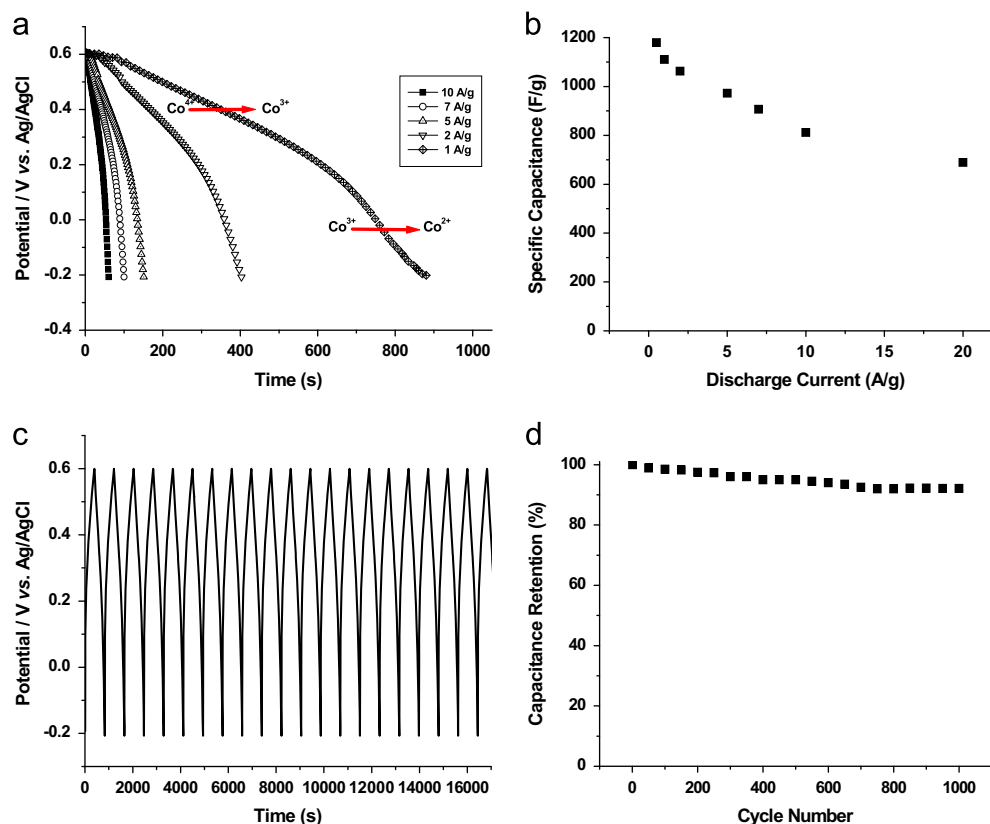 a
0.6
0.4
0.2
0.0
-0.2
-0.4
Potential / V vs. Ag/AgCl
0
200
400
600
800
1000
Time (s)
10 A/g
7 A/g
5 A/g
2 A/g
1 A/g
Co4+
Co3+
Co3+
Co2+
b
1200
1000
800
600
400
200
0
Specific Capacitance (F/g)
0
5
10
15
20
Discharge Current (A/g)
c
0.6
0.4
0.2
0.0
-0.2
Potential / V vs. Ag/AgCl
0
2000
4000
6000
8000
10000
12000
14000
16000
Time (s)
d
100
80
60
40
20
0
Capacitance Retention (%)
0
200
400
600
800
1000
Cycle Number